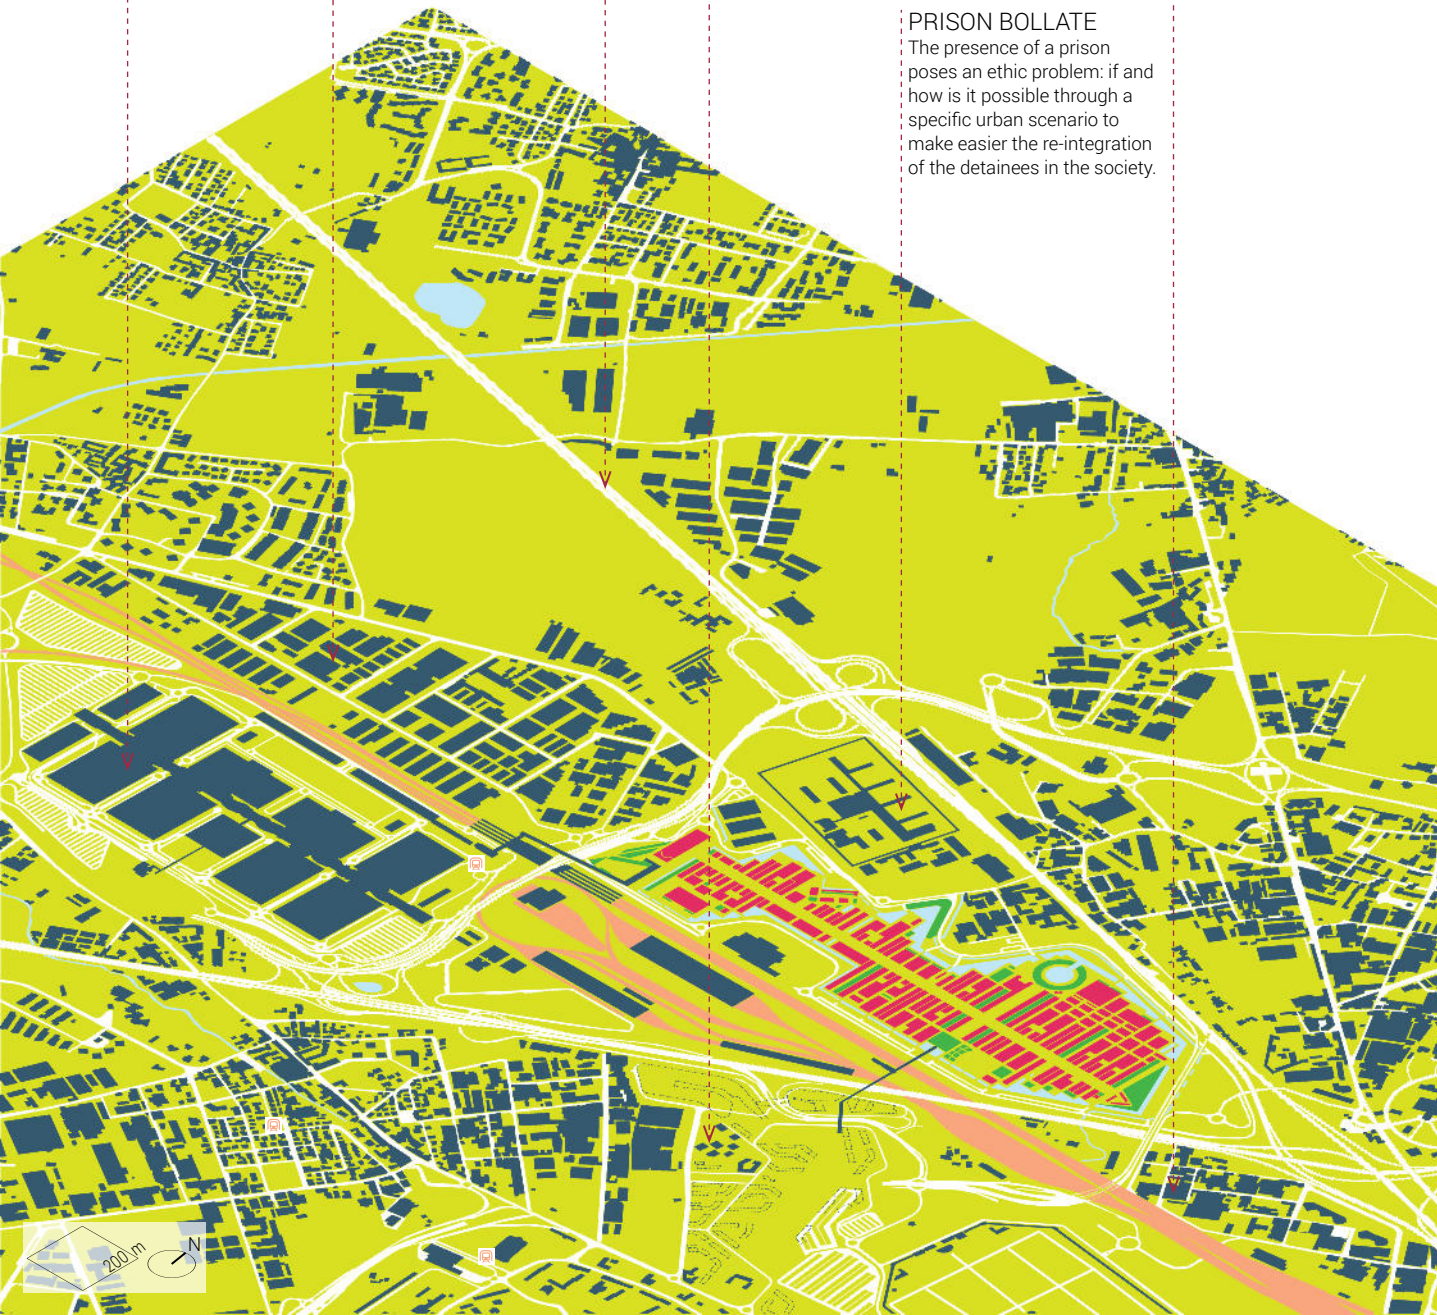 PRISON BOLLATE
The presence of a prison
poses an ethic problem: if and
how is it possible through a
specific urban scenario to
make easier the re-integration
of the detainees in the society.
200 m
N